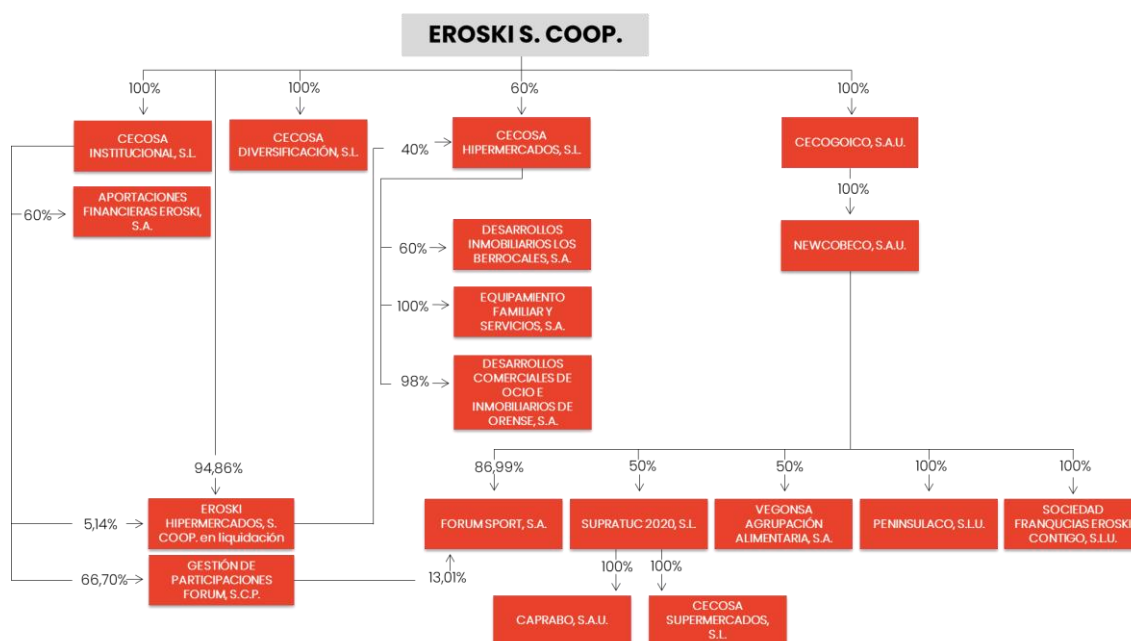 EROSKI S. COOP.
100%
100%
60%
100%
CECOSA
INSTITUCIONAL, S.L.
CECOSA
DIVERSIFICACIÓN, S.L.
40%
CECOSA
HIPERMERCADOS, S.L.
CECOGOICO, S.A.U.
60%
APORTACIONES
FINANCIERAS EROSKI,
S.A.
100%
60%
DESARROLLOS
INMOBILIARIOS LOS
BERROCALES, S.A.
NEWCOBECO, S.A.U.
100%
EQUIPAMIENTO
FAMILIAR Y
SERVICIOS, S.A.
98%
DESARROLLOS
COMERCIALES DE
OCIO E
INMOBILIARIOS DE
ORENSE, S.A.
94,86%
86,99%
50%
50%
100%
100%
5,14%
EROSKI
HIPERMERCADOS, S.
COOP. en liquidación
FORUM SPORT, S.A.
SUPRATUC 2020, S.L.
VEGONSA
AGRUPACIÓN
ALIMENTARIA, S.A.
PENINSULACO, S.L.U.
SOCIEDAD
FRANQUCIAS EROSKI
CONTIGO, S.L.U.
66,70%
GESTIÓN DE
PARTICIPACIONES
FORUM, S.C.P.
13,01%
100%
100%
CAPRABO, S.A.U.
CECOSA
SUPERMERCADOS,
S.L.